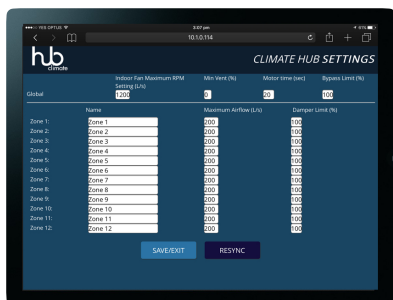 YES OPTUS 3:07 pm 81%
10.1.0.114
hub
climate
CLIMATE HUB SETTINGS
Indoor Fan Maximum RPM Min Vent (%) Motor time (sec) Bypass Limit (%)
Setting (L/s)
Global 1200 0 20 100
Name Maximum Airflow (L/s) Damper Limit (%)
Zone 1: Zone 1 200 100
Zone 2: Zone 2 200 100
Zone 3: Zone 3 200 100
Zone 4: Zone 4 200 100
Zone 5: Zone 5 200 100
Zone 6: Zone 6 200 100
Zone 7: Zone 7 200 100
Zone 8: Zone 8 200 100
Zone 9: Zone 9 200 100
Zone 10: Zone 10 200 100
Zone 11: Zone 11 200 100
Zone 12: Zone 12 200 100
SAVE/EXIT RESYNC